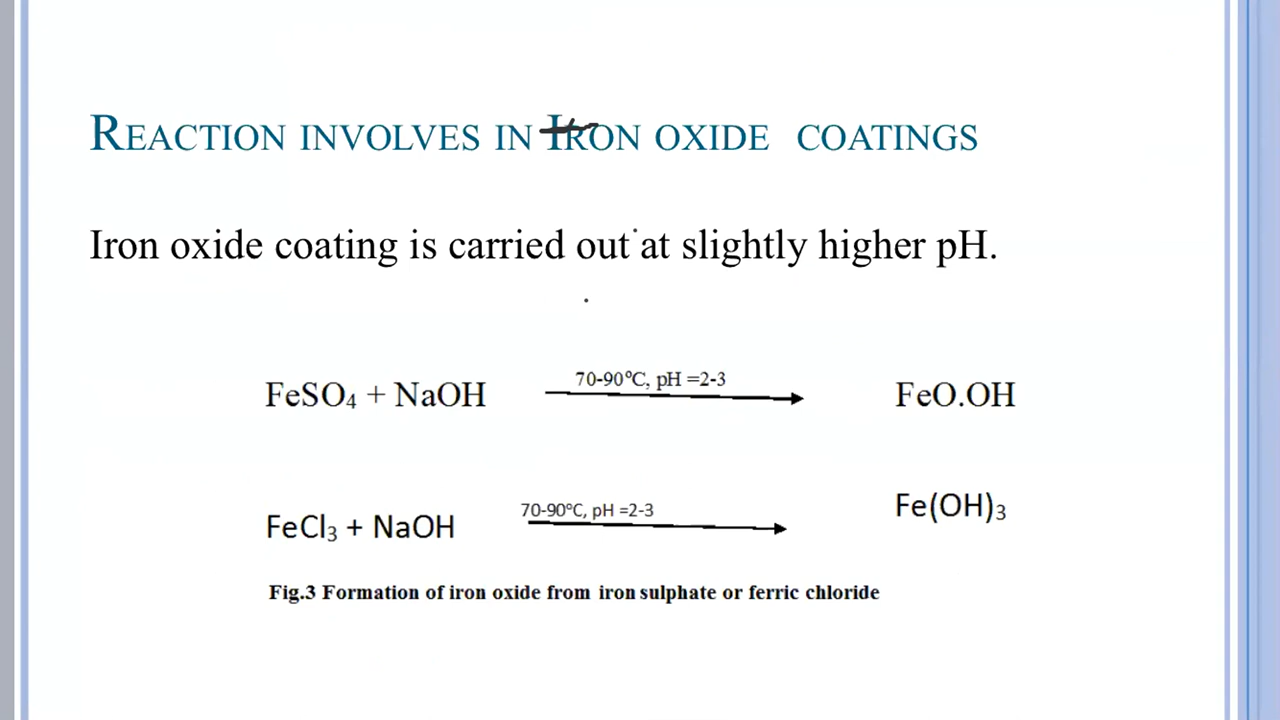 REACTION INVOLVES IN IRON OXIDE COATINGS
Iron oxide coating is carried out at slightly higher pH.
70-90°C, pH =2-3
FeSO₄ + NaOH FeO.OH
70-90°C, pH =2-3
FeCl₃ + NaOH Fe(OH)₃
Fig.3 Formation of iron oxide from iron sulphate or ferric chloride